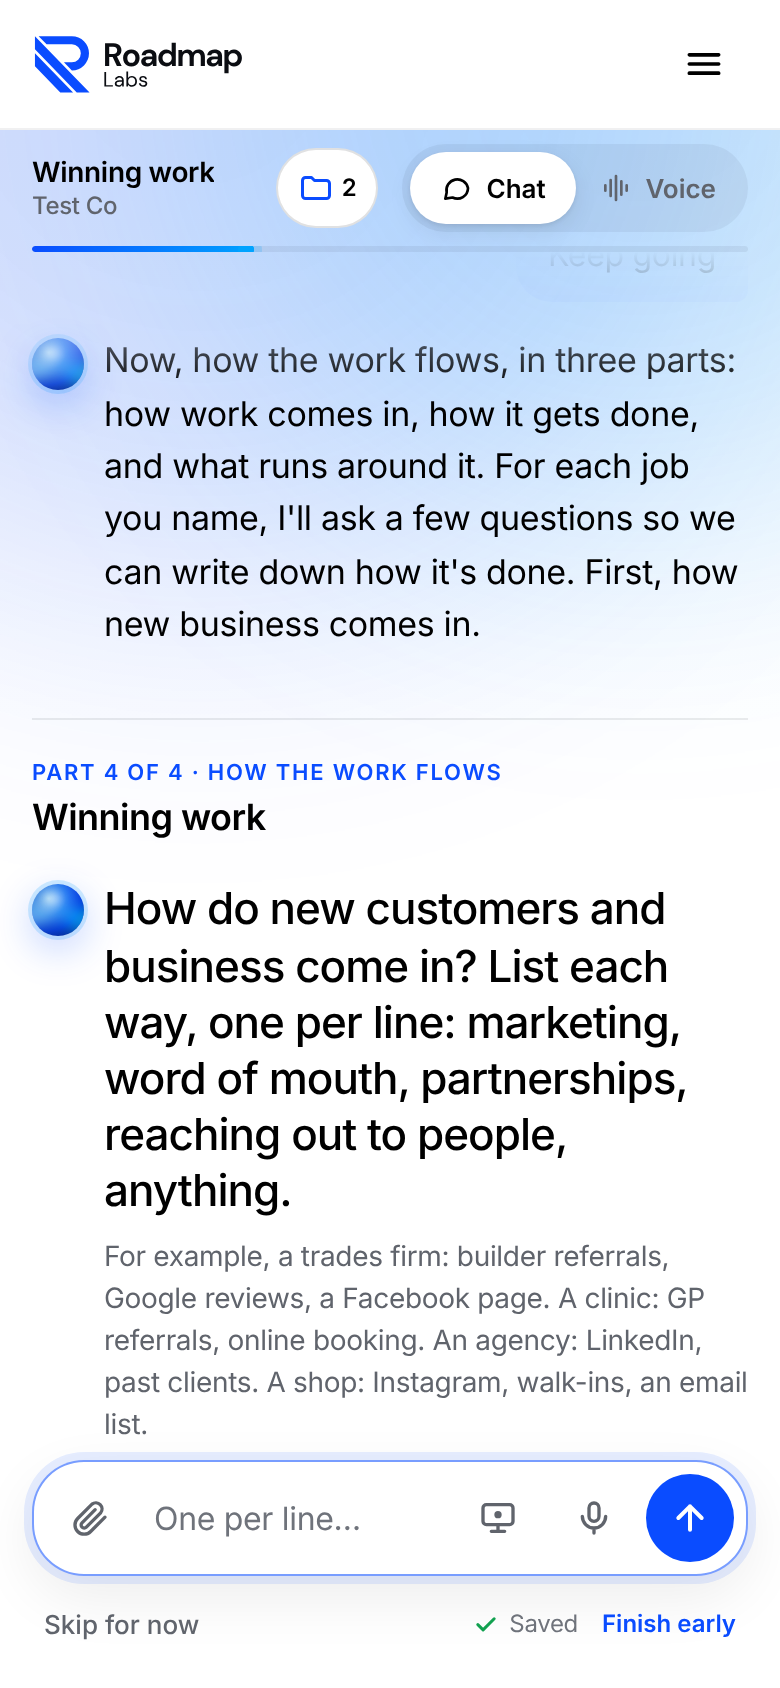 Roadmap
Labs
Winning work
Test Co
2
Chat
Voice
Keep going
Now, how the work flows, in three parts:
how work comes in, how it gets done,
and what runs around it. For each job
you name, I'll ask a few questions so we
can write down how it's done. First, how
new business comes in.
PART 4 OF 4 · HOW THE WORK FLOWS
Winning work
How do new customers and
business come in? List each
way, one per line: marketing,
word of mouth, partnerships,
reaching out to people,
anything.
For example, a trades firm: builder referrals,
Google reviews, a Facebook page. A clinic: GP
referrals, online booking. An agency: LinkedIn,
past clients. A shop: Instagram, walk-ins, an email
list.
One per line...
Skip for now
Saved
Finish early